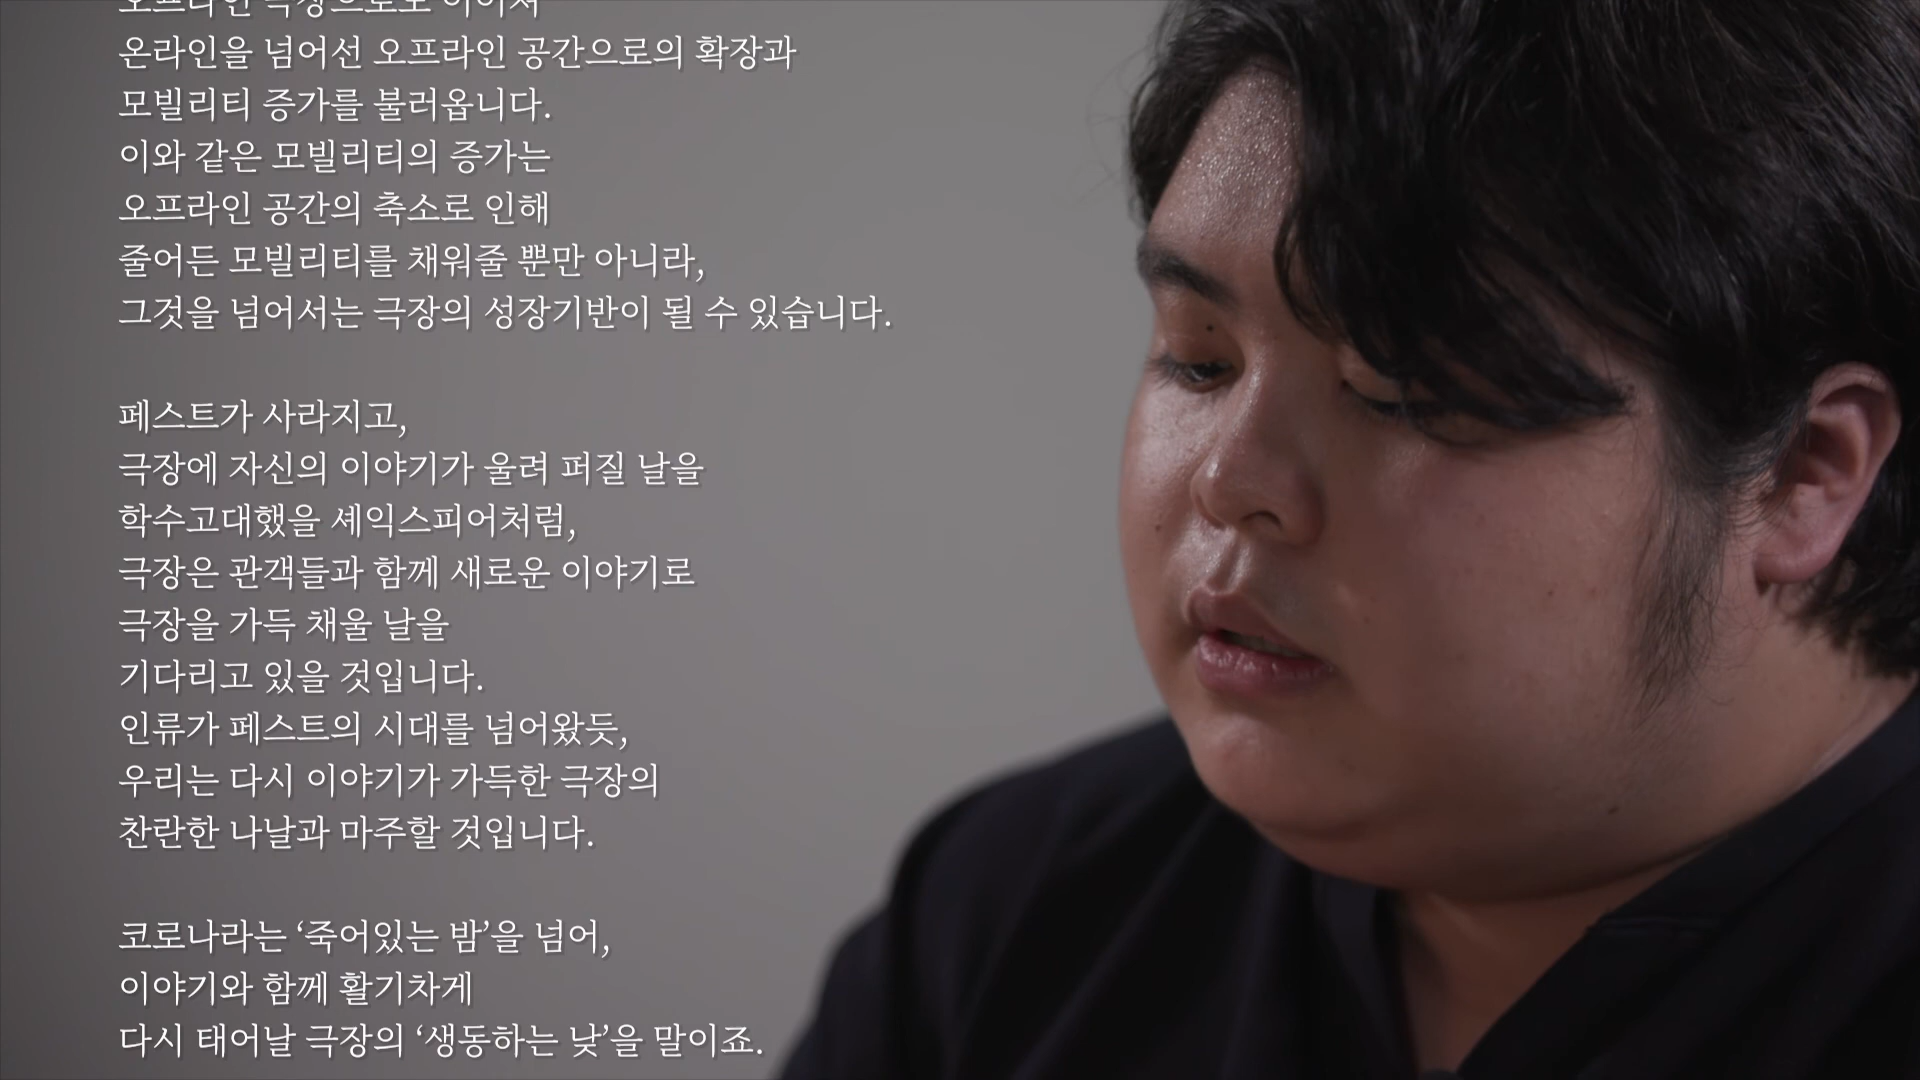 온라인을 넘어선 오프라인 공간으로의 확장과
모빌리티 증가를 불러옵니다.
이와 같은 모빌리티의 증가는
오프라인 공간의 축소로 인해
줄어든 모빌리티를 채워줄 뿐만 아니라,
그것을 넘어서는 극장의 성장기반이 될 수 있습니다.
페스트가 사라지고,
극장에 자신의 이야기가 울려 퍼질 날을
학수고대했을 셰익스피어처럼,
극장은 관객들과 함께 새로운 이야기로
극장을 가득 채울 날을
기다리고 있을 것입니다.
인류가 페스트의 시대를 넘어왔듯,
우리는 다시 이야기가 가득한 극장의
찬란한 나날과 마주할 것입니다.
코로나라는 ‘죽어있는 밤’을 넘어,
이야기와 함께 활기차게
다시 태어날 극장의 ‘생동하는 낮’을 말이죠.